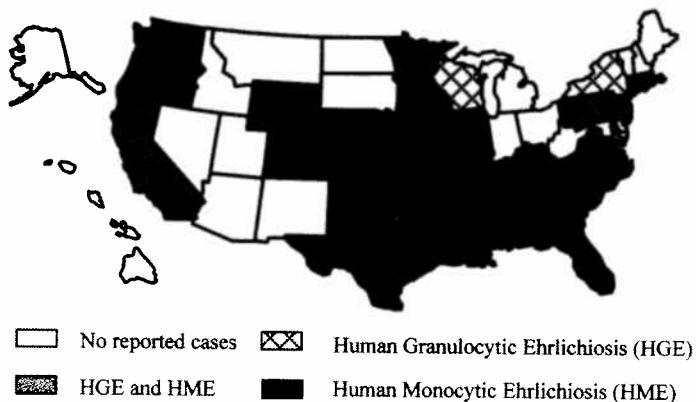 No reported cases
Human Granulocytic Ehrlichiosis (HGE)
HGE and HME
Human Monocytic Ehrlichiosis (HME)